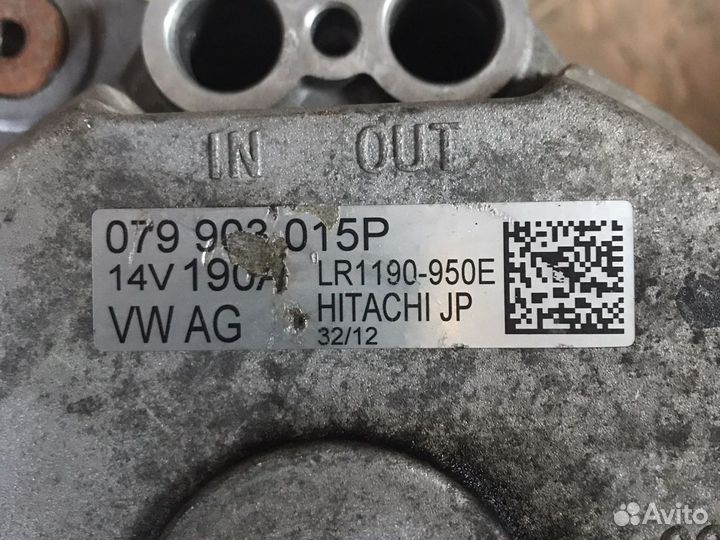 IN OUT
079 903 015P
14V 190A LR1190-950E
VW AG HITACHI JP
32/12
Avito